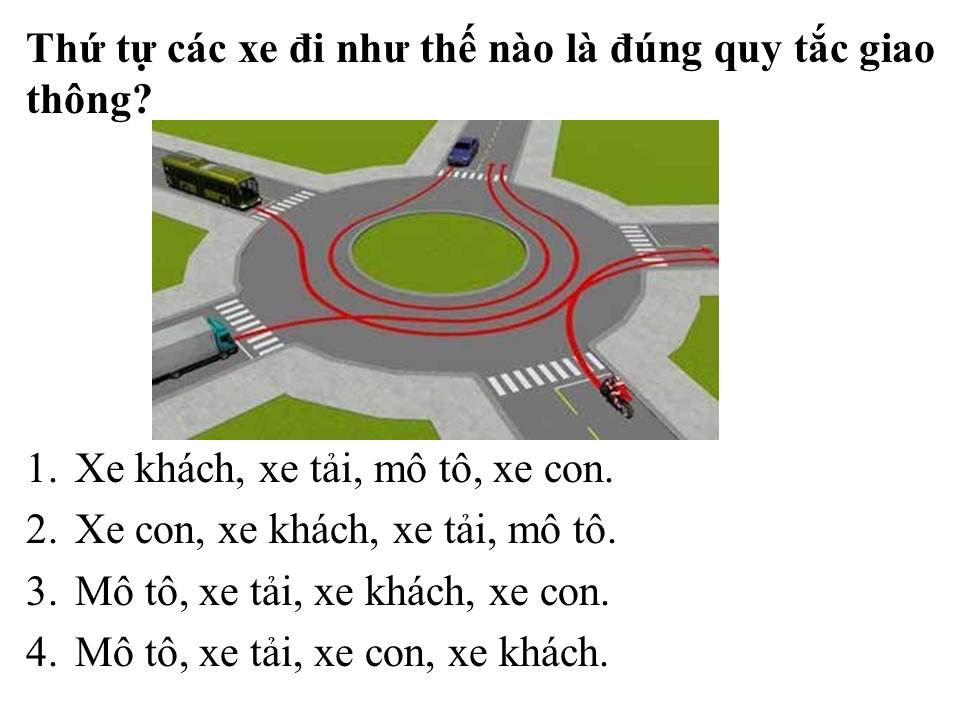 Thứ tự các xe đi như thế nào là đúng quy tắc giao
thông?
1. Xe khách, xe tải, mô tô, xe con.
2. Xe con, xe khách, xe tải, mô tô.
3. Mô tô, xe tải, xe khách, xe con.
4. Mô tô, xe tải, xe con, xe khách.